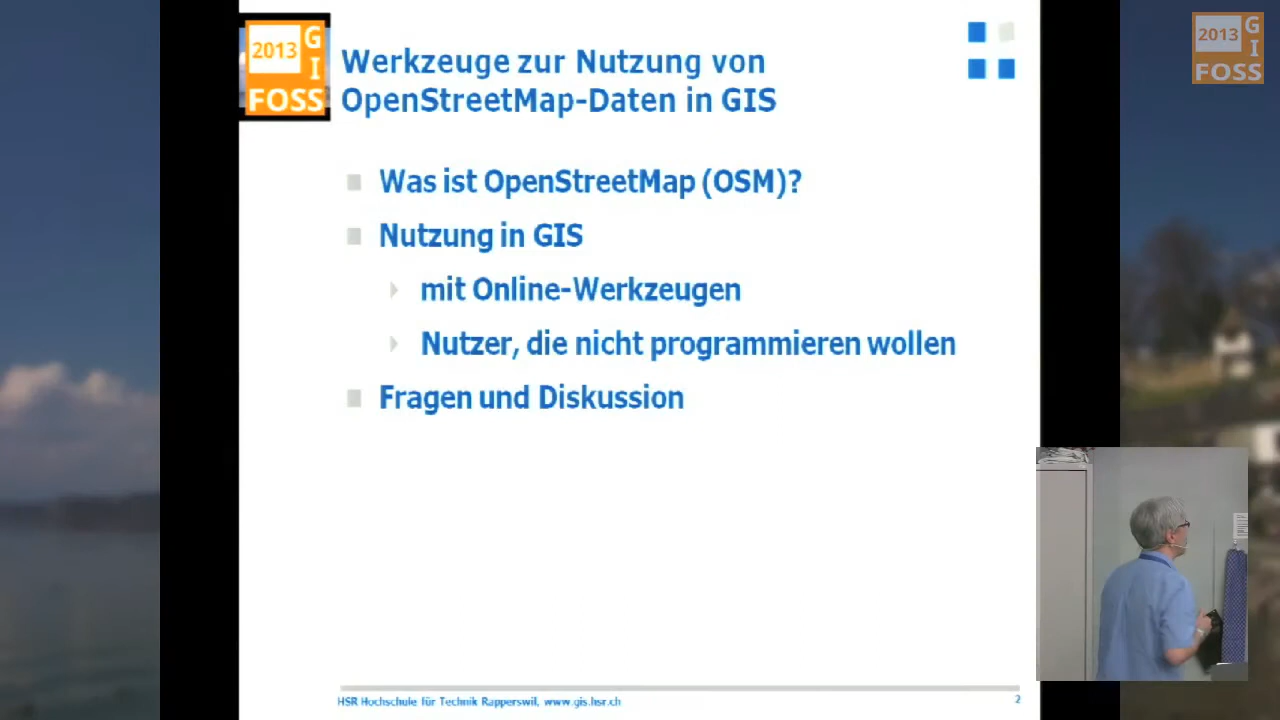 2013
G
I
FOSS
Werkzeuge zur Nutzung von
OpenStreetMap-Daten in GIS
Was ist OpenStreetMap (OSM)?
Nutzung in GIS
mit Online-Werkzeugen
Nutzer, die nicht programmieren wollen
Fragen und Diskussion
HSR Hochschule für Technik Rapperswil, www.gis.hsr.ch
2
2013
G
I
FOSS